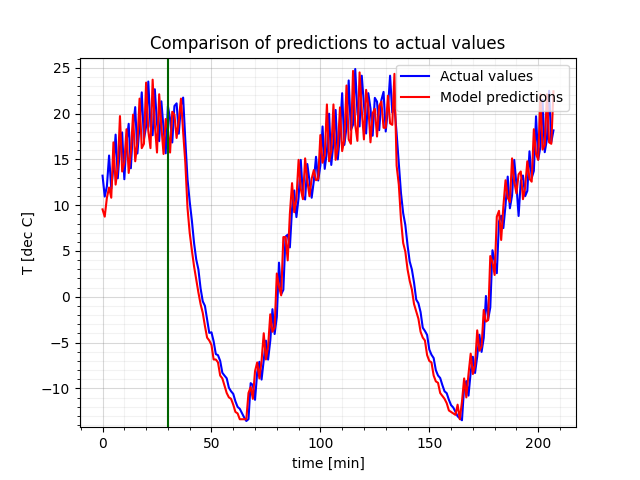 Comparison of predictions to actual values
Actual values
Model predictions
25
20
15
10
5
0
−5
−10
T [dec C]
0 50 100 150 200
time [min]